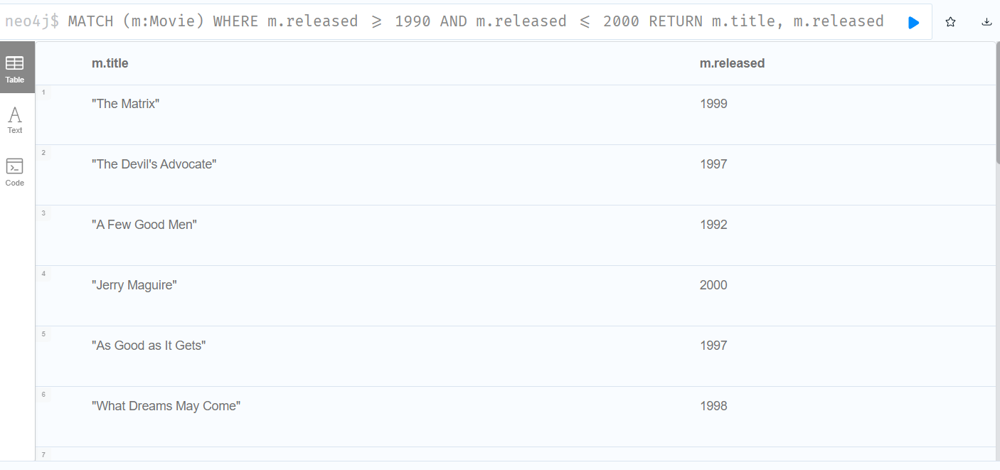 neo4j$ MATCH (m:Movie) WHERE m.released ≥ 1990 AND m.released ≤ 2000 RETURN m.title, m.released
Table
Text
Code
m.title m.released
1 "The Matrix" 1999
2 "The Devil's Advocate" 1997
3 "A Few Good Men" 1992
4 "Jerry Maguire" 2000
5 "As Good as It Gets" 1997
6 "What Dreams May Come" 1998
7